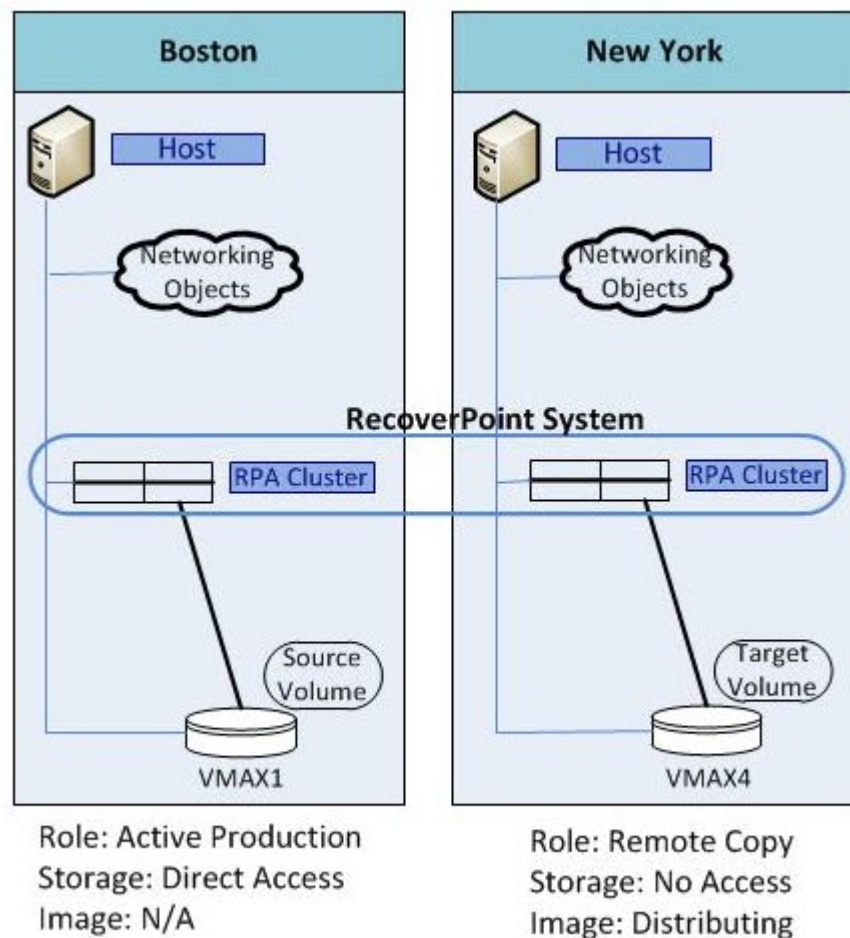 Boston
Host
Networking
Objects
New York
Host
Networking
Objects
RecoverPoint System
RPA Cluster
RPA Cluster
Source
Volume
VMAX1
Target
Volume
VMAX4
Role: Active Production
Storage: Direct Access
Image: N/A
Role: Remote Copy
Storage: No Access
Image: Distributing